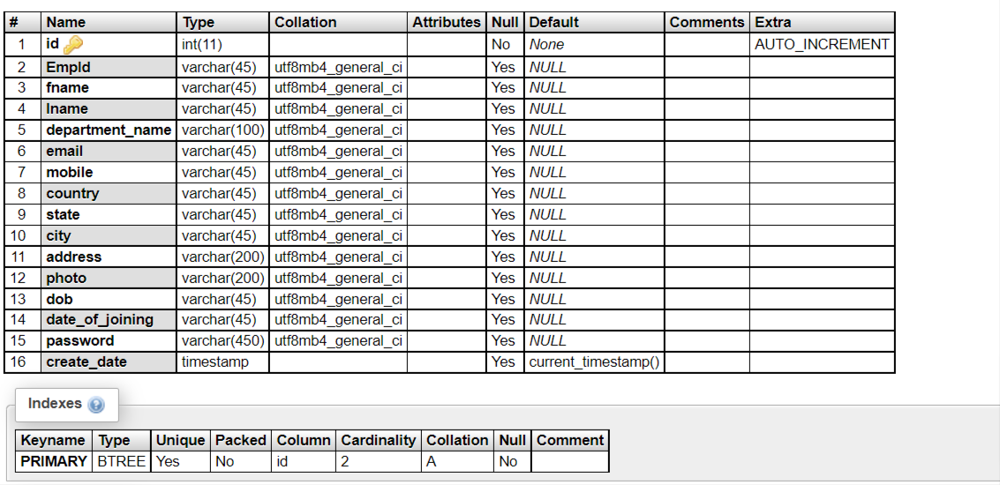 # Name Type Collation Attributes Null Default Comments Extra
1 id int(11) No None AUTO_INCREMENT
2 EmpId varchar(45) utf8mb4_general_ci Yes NULL
3 fname varchar(45) utf8mb4_general_ci Yes NULL
4 lname varchar(45) utf8mb4_general_ci Yes NULL
5 department_name varchar(100) utf8mb4_general_ci Yes NULL
6 email varchar(45) utf8mb4_general_ci Yes NULL
7 mobile varchar(45) utf8mb4_general_ci Yes NULL
8 country varchar(45) utf8mb4_general_ci Yes NULL
9 state varchar(45) utf8mb4_general_ci Yes NULL
10 city varchar(45) utf8mb4_general_ci Yes NULL
11 address varchar(200) utf8mb4_general_ci Yes NULL
12 photo varchar(200) utf8mb4_general_ci Yes NULL
13 dob varchar(45) utf8mb4_general_ci Yes NULL
14 date_of_joining varchar(45) utf8mb4_general_ci Yes NULL
15 password varchar(450) utf8mb4_general_ci Yes NULL
16 create_date timestamp Yes current_timestamp()
Indexes ?
Keyname Type Unique Packed Column Cardinality Collation Null Comment
PRIMARY BTREE Yes No id 2 A No